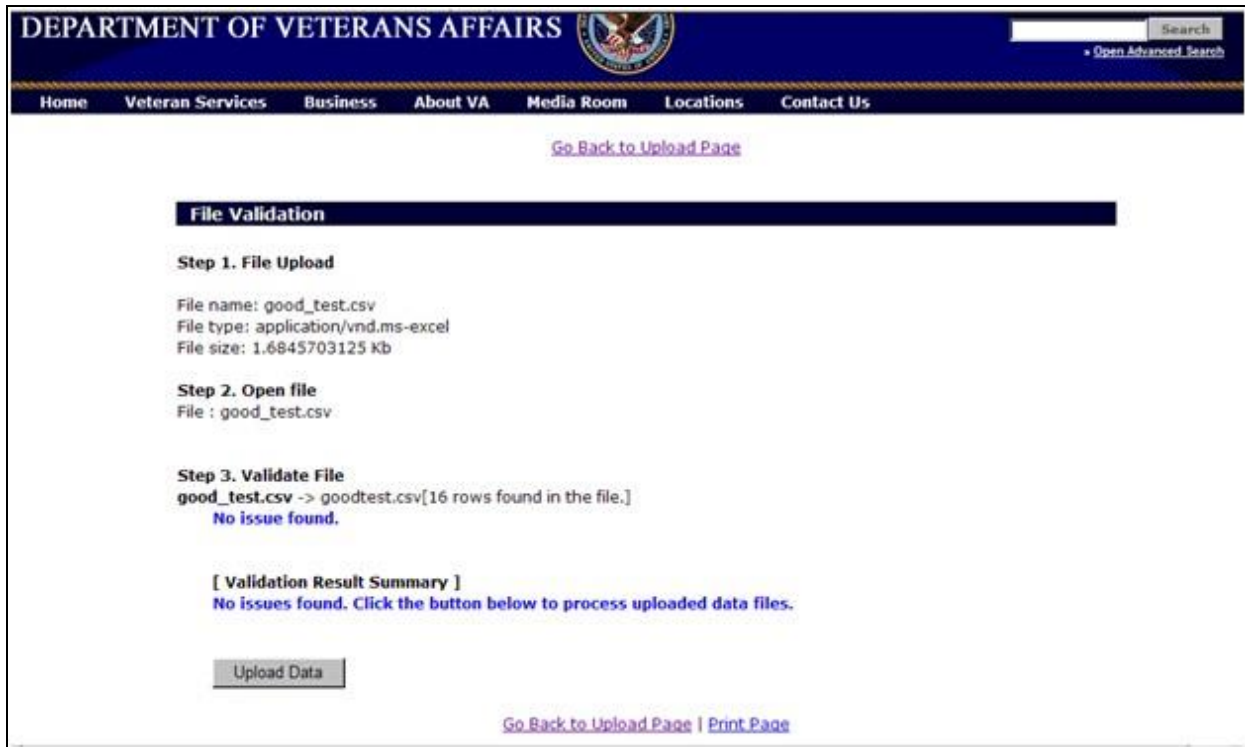 DEPARTMENT OF VETERANS AFFAIRS
Search
» Open Advanced Search
Home Veteran Services Business About VA Media Room Locations Contact Us
Go Back to Upload Page
File Validation
Step 1. File Upload
File name: good_test.csv
File type: application/vnd.ms-excel
File size: 1.6845703125 Kb
Step 2. Open file
File : good_test.csv
Step 3. Validate File
good_test.csv -> goodtest.csv[16 rows found in the file.]
No issue found.
[ Validation Result Summary ]
No issues found. Click the button below to process uploaded data files.
Upload Data
Go Back to Upload Page | Print Page